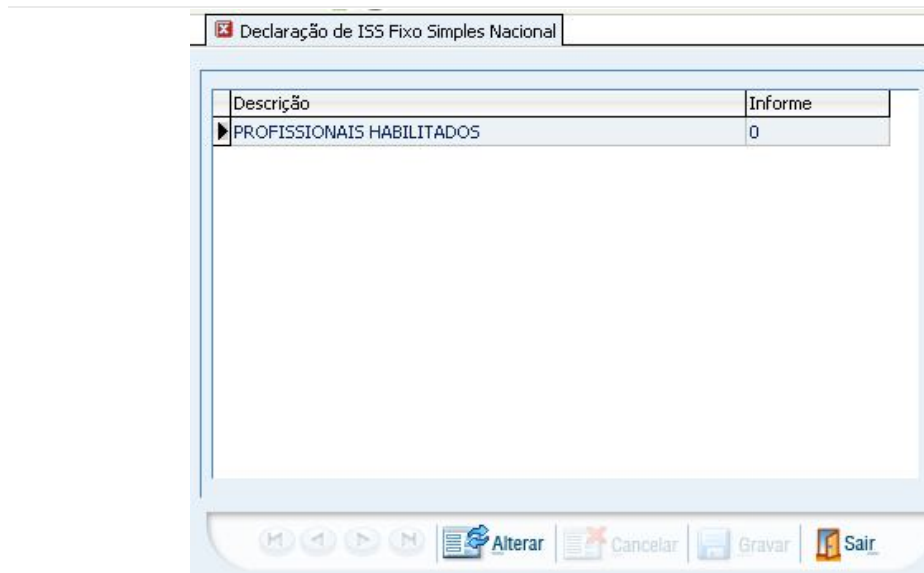 Declaração de ISS Fixo Simples Nacional
Descrição Informe
PROFISSIONAIS HABILITADOS 0
Alterar Cancelar Gravar Sair